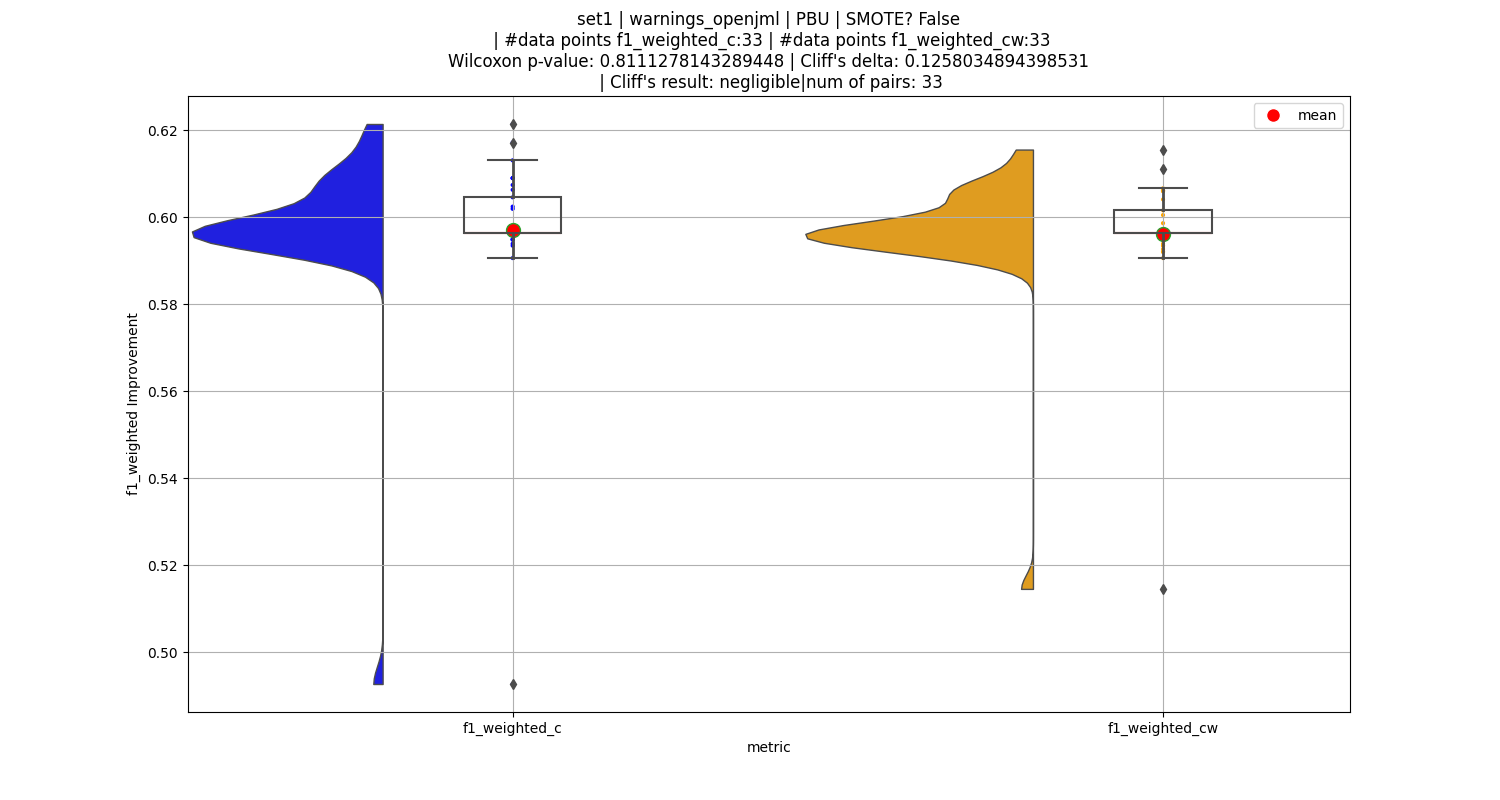 set1 | warnings_openjml | PBU | SMOTE? False
| #data points f1_weighted_c:33 | #data points f1_weighted_cw:33
Wilcoxon p-value: 0.8111278143289448 | Cliff's delta: 0.1258034894398531
| Cliff's result: negligible|num of pairs: 33
mean
0.62
0.60
0.58
0.56
0.54
0.52
0.50
f1_weighted Improvement
f1_weighted_c
f1_weighted_cw
metric